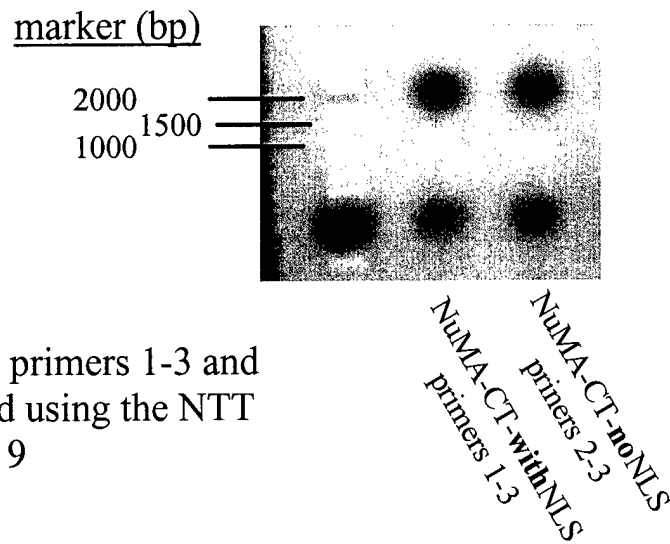 marker (bp)
2000
1500
1000
primers 1-3 and
d using the NTT
9
NuMA-CT-withNLS
primers 1-3
NuMA-CT-noNLS
priners 2-3